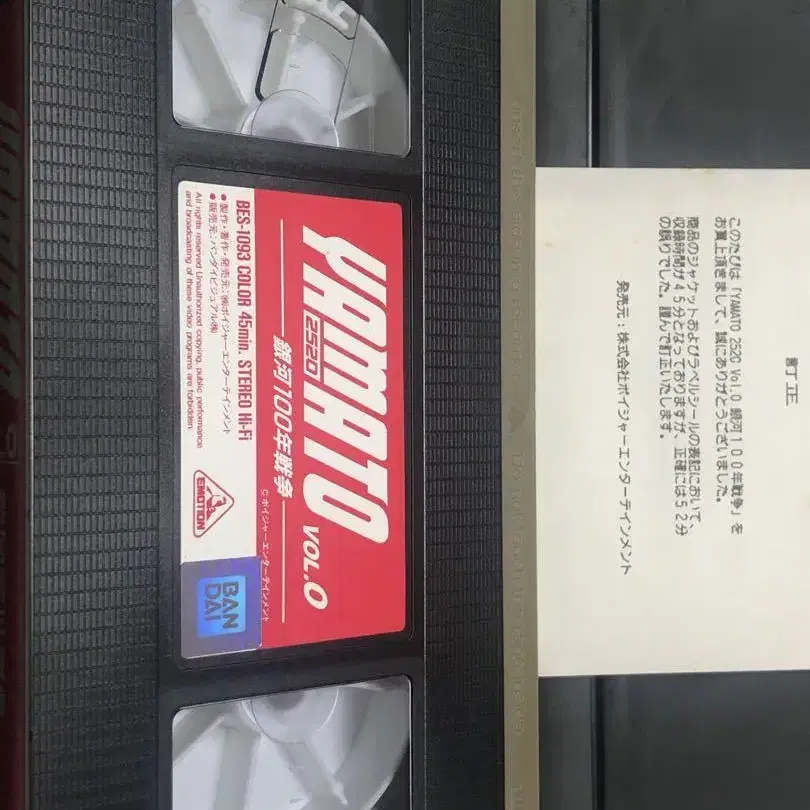 YAMATO
2520
VOL.0
銀河100年戦争
©ボイジャーエンターテインメント
BES-1093 COLOR 45min. STEREO Hi-Fi
●製作・著作・発売元:㈱ボイジャーエンターテインメント
●販売元:バンダイビジュアル㈱
All rights reserved Unauthorized copying, public performance
and broadcasting of these video programs are forbidden.
EMOTION
BAN
DAI
訂正
このたびは「YAMATO 2520 Vol.0 銀河100年戦争」を
お買上頂きまして、誠にありがとうございました。
商品のジャケットおよびラベルシールの表記において、
収録時間が45分となっておりますが、正確には52分
の誤りでした。謹んで訂正いたします。
発売元:株式会社ボイジャーエンターテインメント